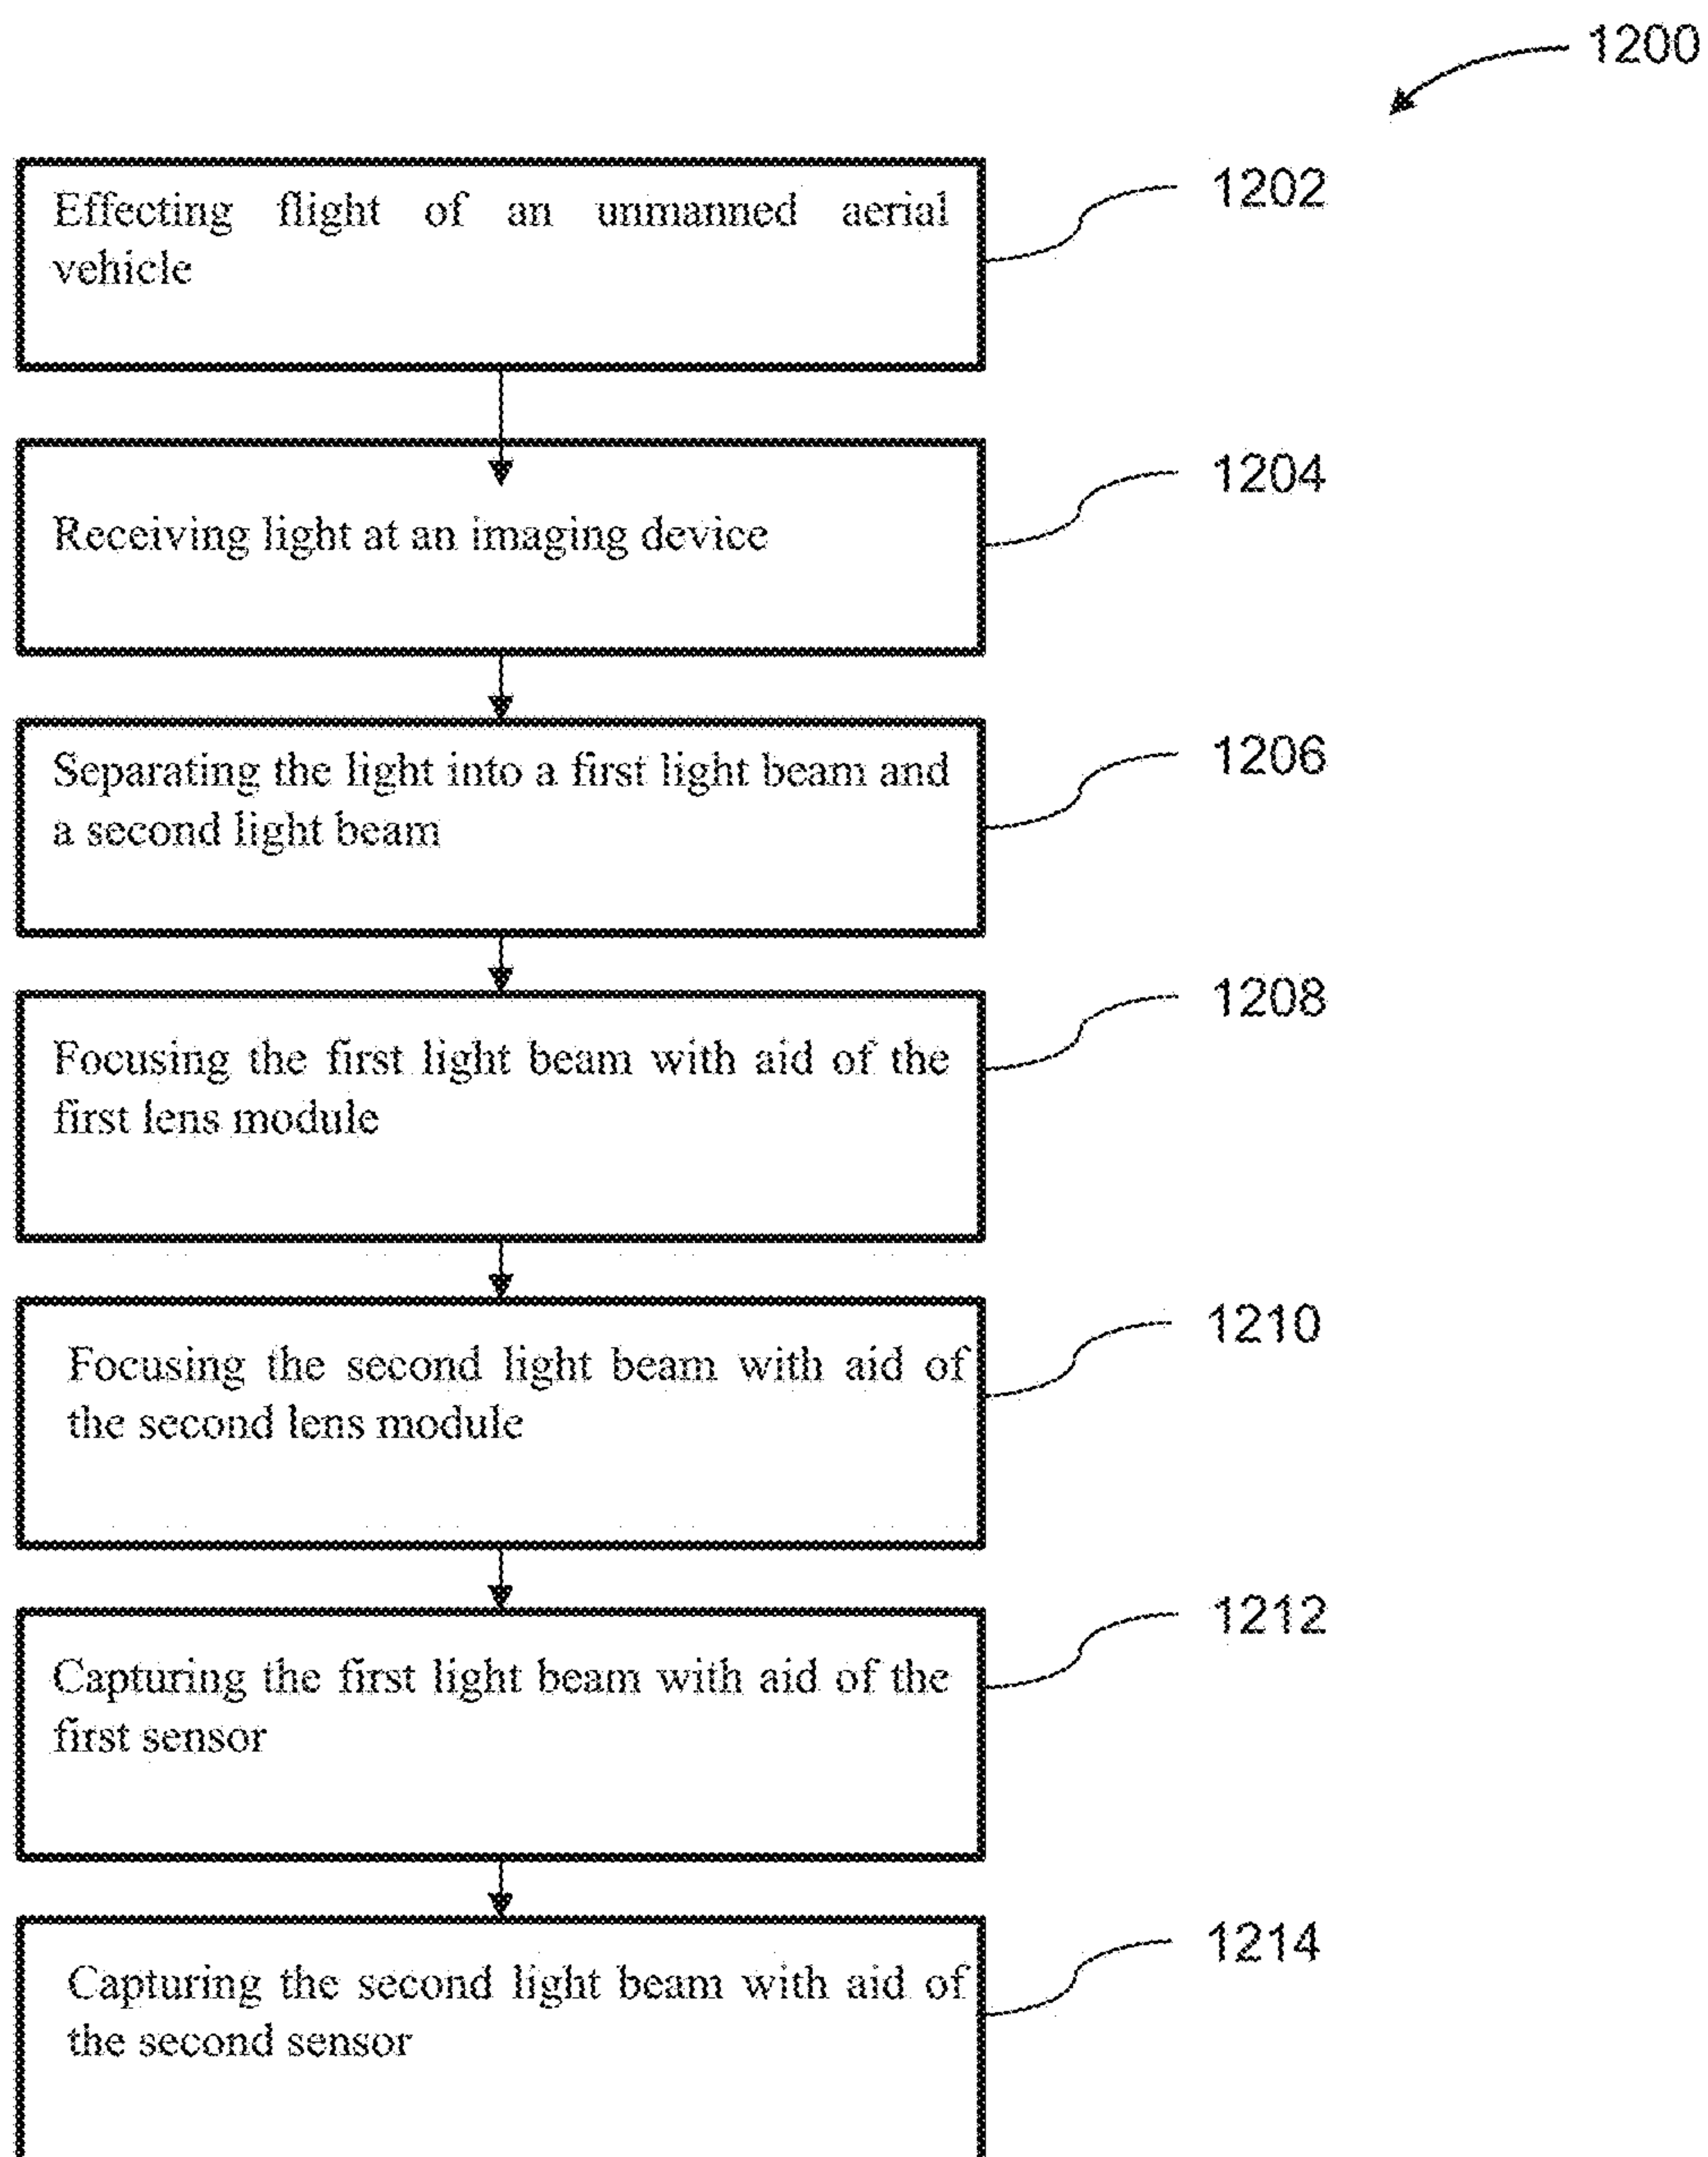 1200
Effecting flight of an unmanned aerial
vehicle
1202
Receiving light at an imaging device
1204
Separating the light into a first light beam and
a second light beam
1206
Focusing the first light beam with aid of the
first lens module
1208
Focusing the second light beam with aid of
the second lens module
1210
Capturing the first light beam with aid of the
first sensor
1212
Capturing the second light beam with aid of
the second sensor
1214